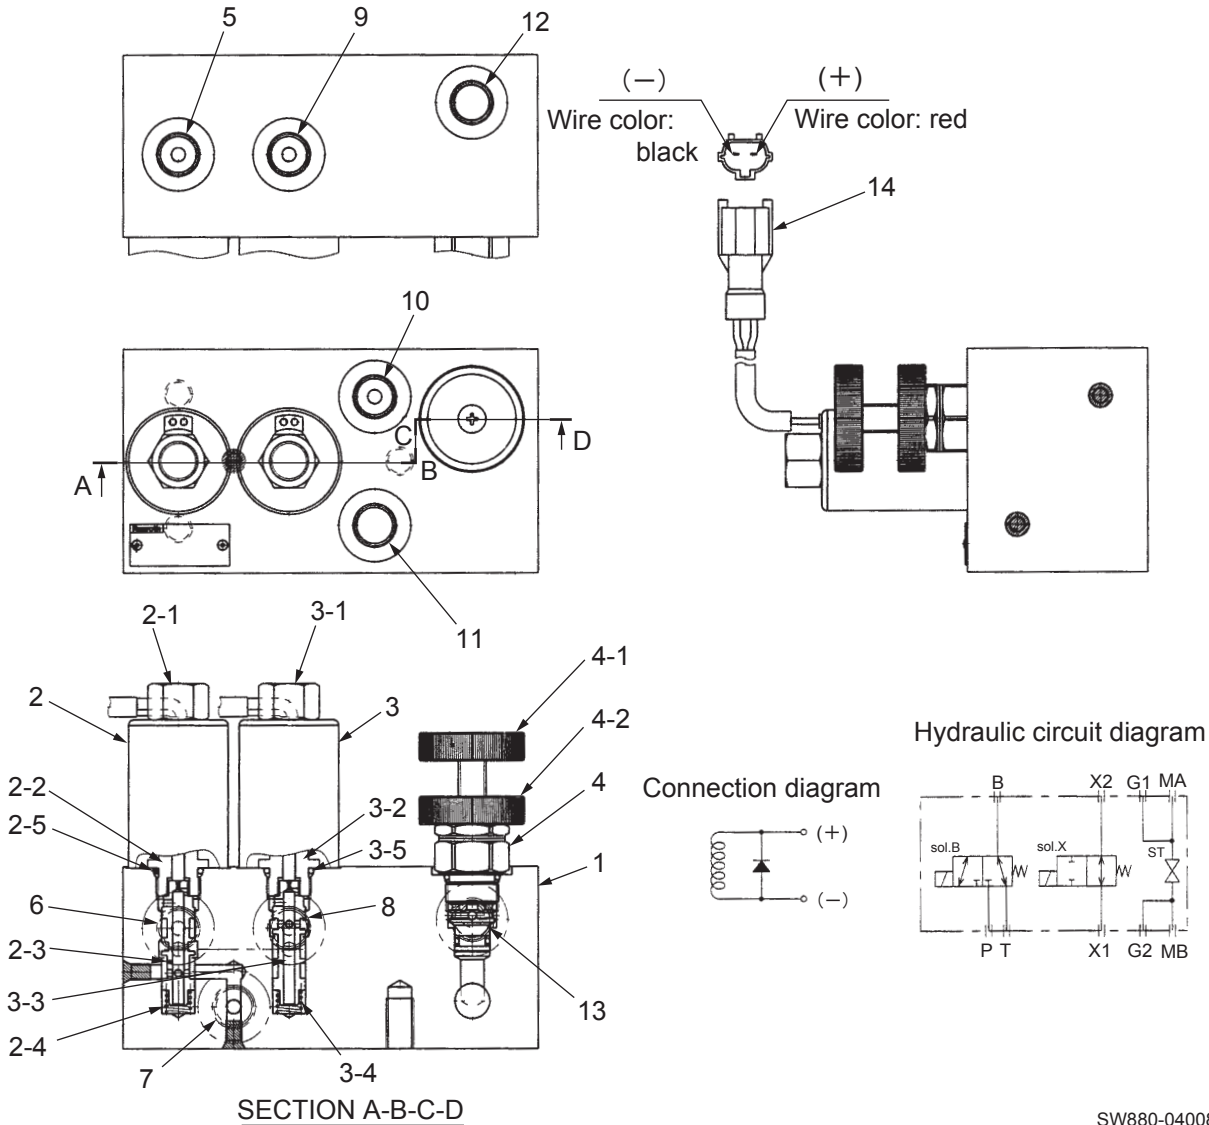 5
9
12
(−)
(+)
Wire color:
black
Wire color: red
14
10
A
C
B
D
11
2-1
3-1
2
3
4-1
4-2
4
1
2-2
2-5
3-2
3-5
6
8
2-3
3-3
2-4
7
3-4
13
SECTION A-B-C-D
Connection diagram
(+)
(−)
Hydraulic circuit diagram
B
X2
G1
MA
sol.B
sol.X
ST
P
T
X1
G2
MB
SW880-04008